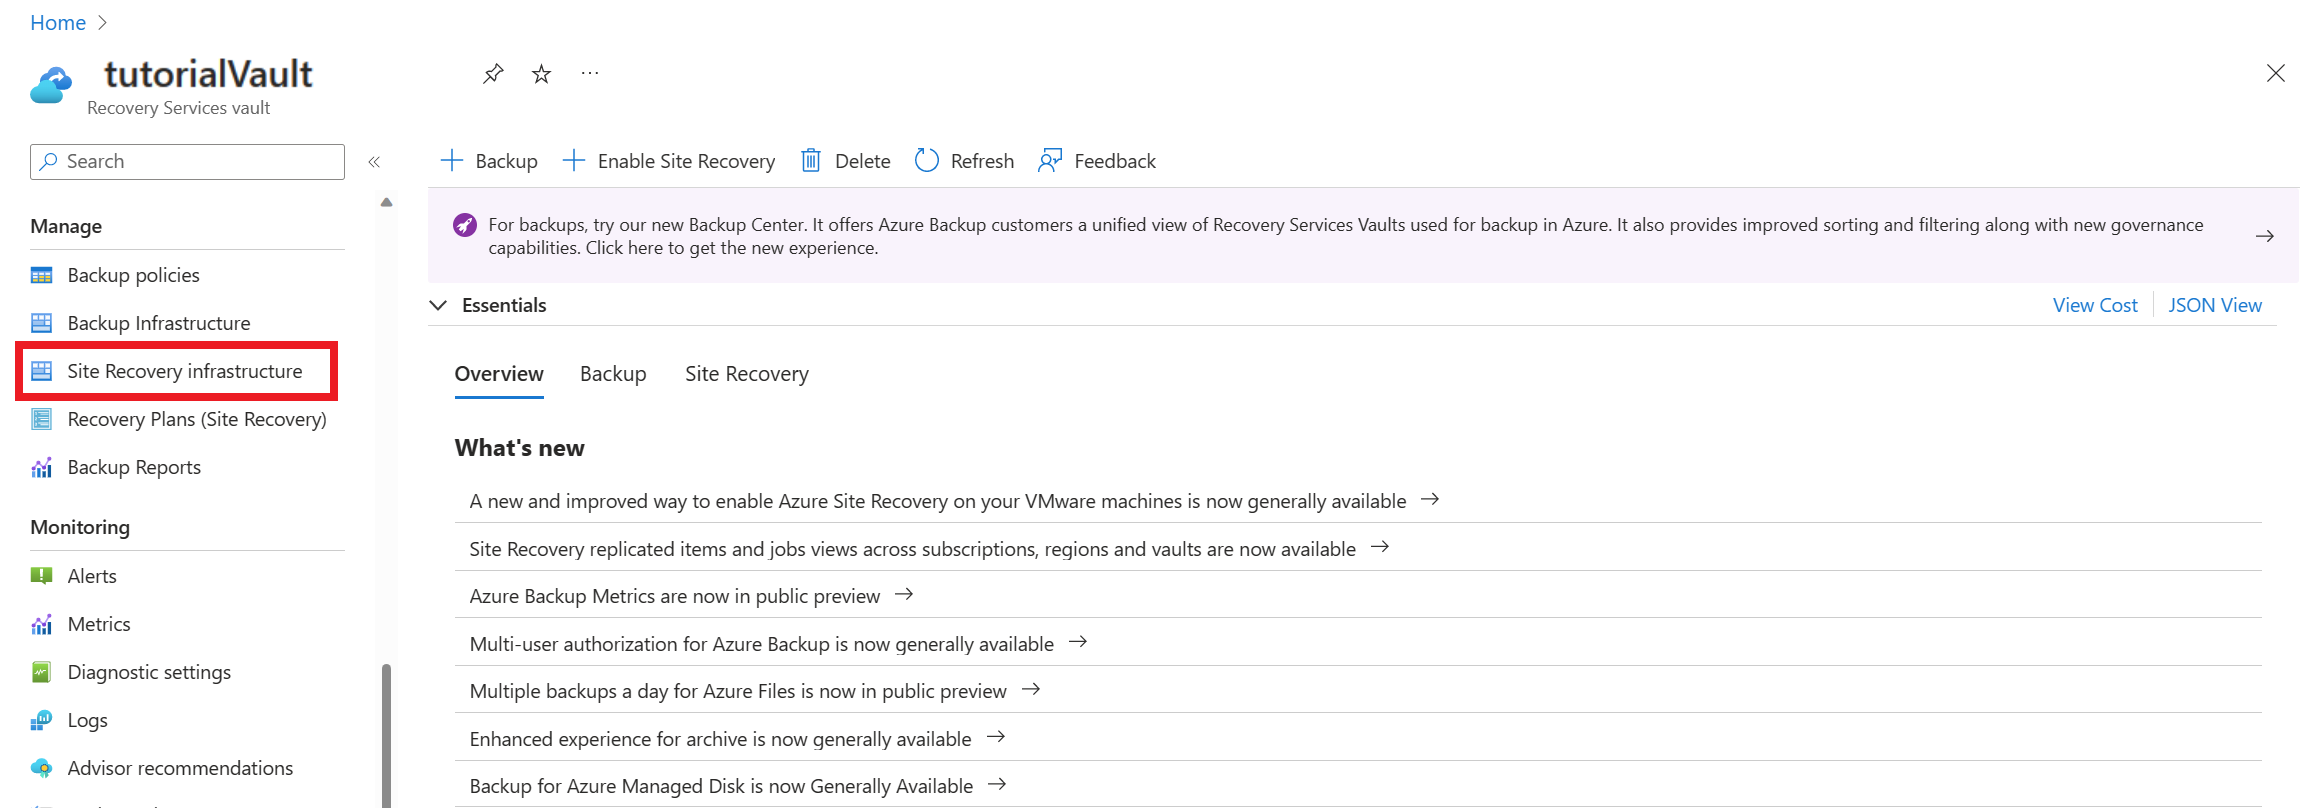 Home
tutorialVault
Recovery Services vault
Search
Backup
Enable Site Recovery
Delete
Refresh
Feedback
For backups, try our new Backup Center. It offers Azure Backup customers a unified view of Recovery Services Vaults used for backup in Azure. It also provides improved sorting and filtering along with new governance
capabilities. Click here to get the new experience.
Manage
Backup policies
Backup Infrastructure
Site Recovery infrastructure
Recovery Plans (Site Recovery)
Backup Reports
Monitoring
Alerts
Metrics
Diagnostic settings
Logs
Advisor recommendations
Essentials
View Cost
JSON View
Overview
Backup
Site Recovery
What's new
A new and improved way to enable Azure Site Recovery on your VMware machines is now generally available
Site Recovery replicated items and jobs views across subscriptions, regions and vaults are now available
Azure Backup Metrics are now in public preview
Multi-user authorization for Azure Backup is now generally available
Multiple backups a day for Azure Files is now in public preview
Enhanced experience for archive is now generally available
Backup for Azure Managed Disk is now Generally Available